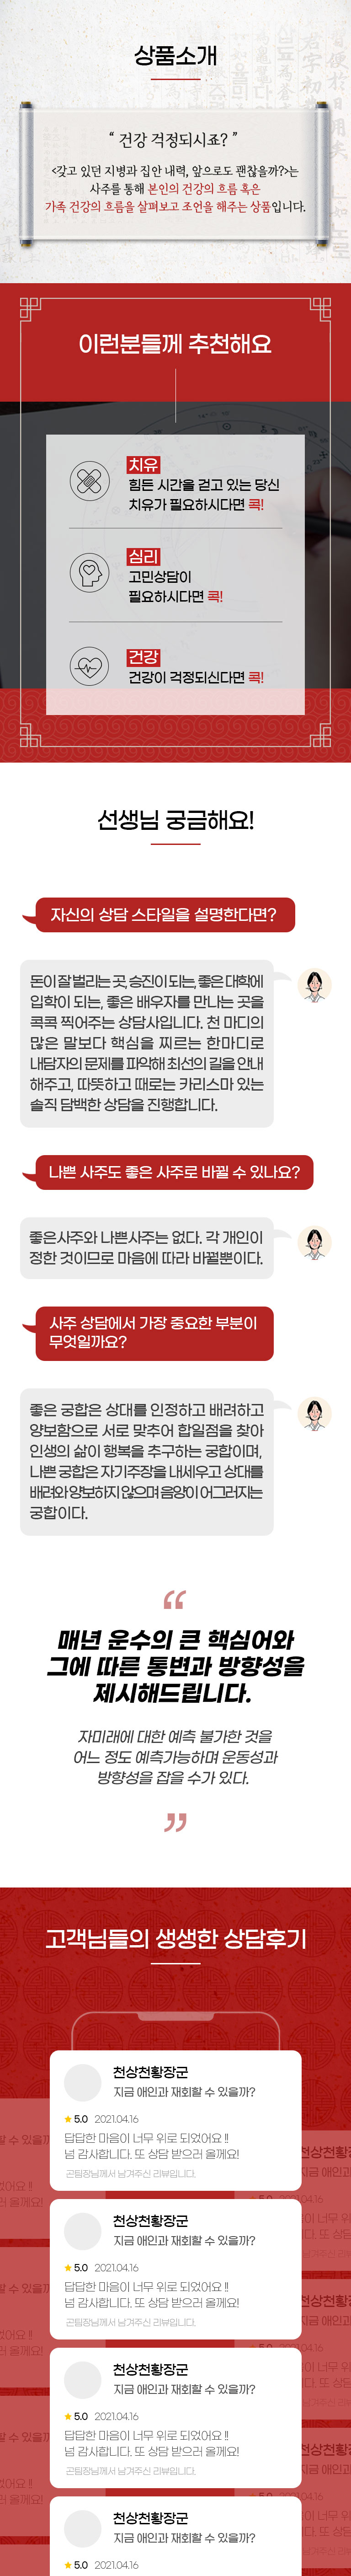 상품소개
“ 건강 걱정되시죠? ”
<갖고 있던 지병과 집안 내력, 앞으로도 괜찮을까?>는
사주를 통해 본인의 건강의 흐름 혹은
가족 건강의 흐름을 살펴보고 조언을 해주는 상품입니다.
이런분들께 추천해요
치유
힘든 시간을 걷고 있는 당신
치유가 필요하시다면 콕!
심리
고민상담이
필요하시다면 콕!
건강
건강이 걱정되신다면 콕!
선생님 궁금해요!
자신의 상담 스타일을 설명한다면?
돈이 잘 벌리는 곳, 승진이 되는, 좋은 대학에
입학이 되는, 좋은 배우자를 만나는 곳을
콕콕 찍어주는 상담사입니다. 천 마디의
많은 말보다 핵심을 찌르는 한마디로
내담자의 문제를 파악해 최선의 길을 안내
해주고, 따뜻하고 때로는 카리스마 있는
솔직 담백한 상담을 진행합니다.
나쁜 사주도 좋은 사주로 바뀔 수 있나요?
좋은사주와 나쁜사주는 없다. 각 개인이
정한 것이므로 마음에 따라 바뀔뿐이다.
사주 상담에서 가장 중요한 부분이
무엇일까요?
좋은 궁합은 상대를 인정하고 배려하고
양보함으로 서로 맞추어 합일점을 찾아
인생의 삶이 행복을 추구하는 궁합이며,
나쁜 궁합은 자기주장을 내세우고 상대를
배려와 양보하지 않으며 음양이 어그러지는
궁합이다.
“
매년 운수의 큰 핵심어와
그에 따른 통변과 방향성을
제시해드립니다.
자미래에 대한 예측 불가한 것을
어느 정도 예측가능하며 운동성과
방향성을 잡을 수가 있다.
”
고객님들의 생생한 상담후기
천상천황장군
지금 애인과 재회할 수 있을까?
★ 5.0 2021.04.16
답답한 마음이 너무 위로 되었어요 !!
넘 감사합니다. 또 상담 받으러 올께요!
곤팀장님께서 남겨주신 리뷰입니다.
천상천황장군
지금 애인과 재회할 수 있을까?
★ 5.0 2021.04.16
답답한 마음이 너무 위로 되었어요 !!
넘 감사합니다. 또 상담 받으러 올께요!
곤팀장님께서 남겨주신 리뷰입니다.
천상천황장군
지금 애인과 재회할 수 있을까?
★ 5.0 2021.04.16
답답한 마음이 너무 위로 되었어요 !!
넘 감사합니다. 또 상담 받으러 올께요!
곤팀장님께서 남겨주신 리뷰입니다.
천상천황장군
지금 애인과 재회할 수 있을까?
★ 5.0 2021.04.16